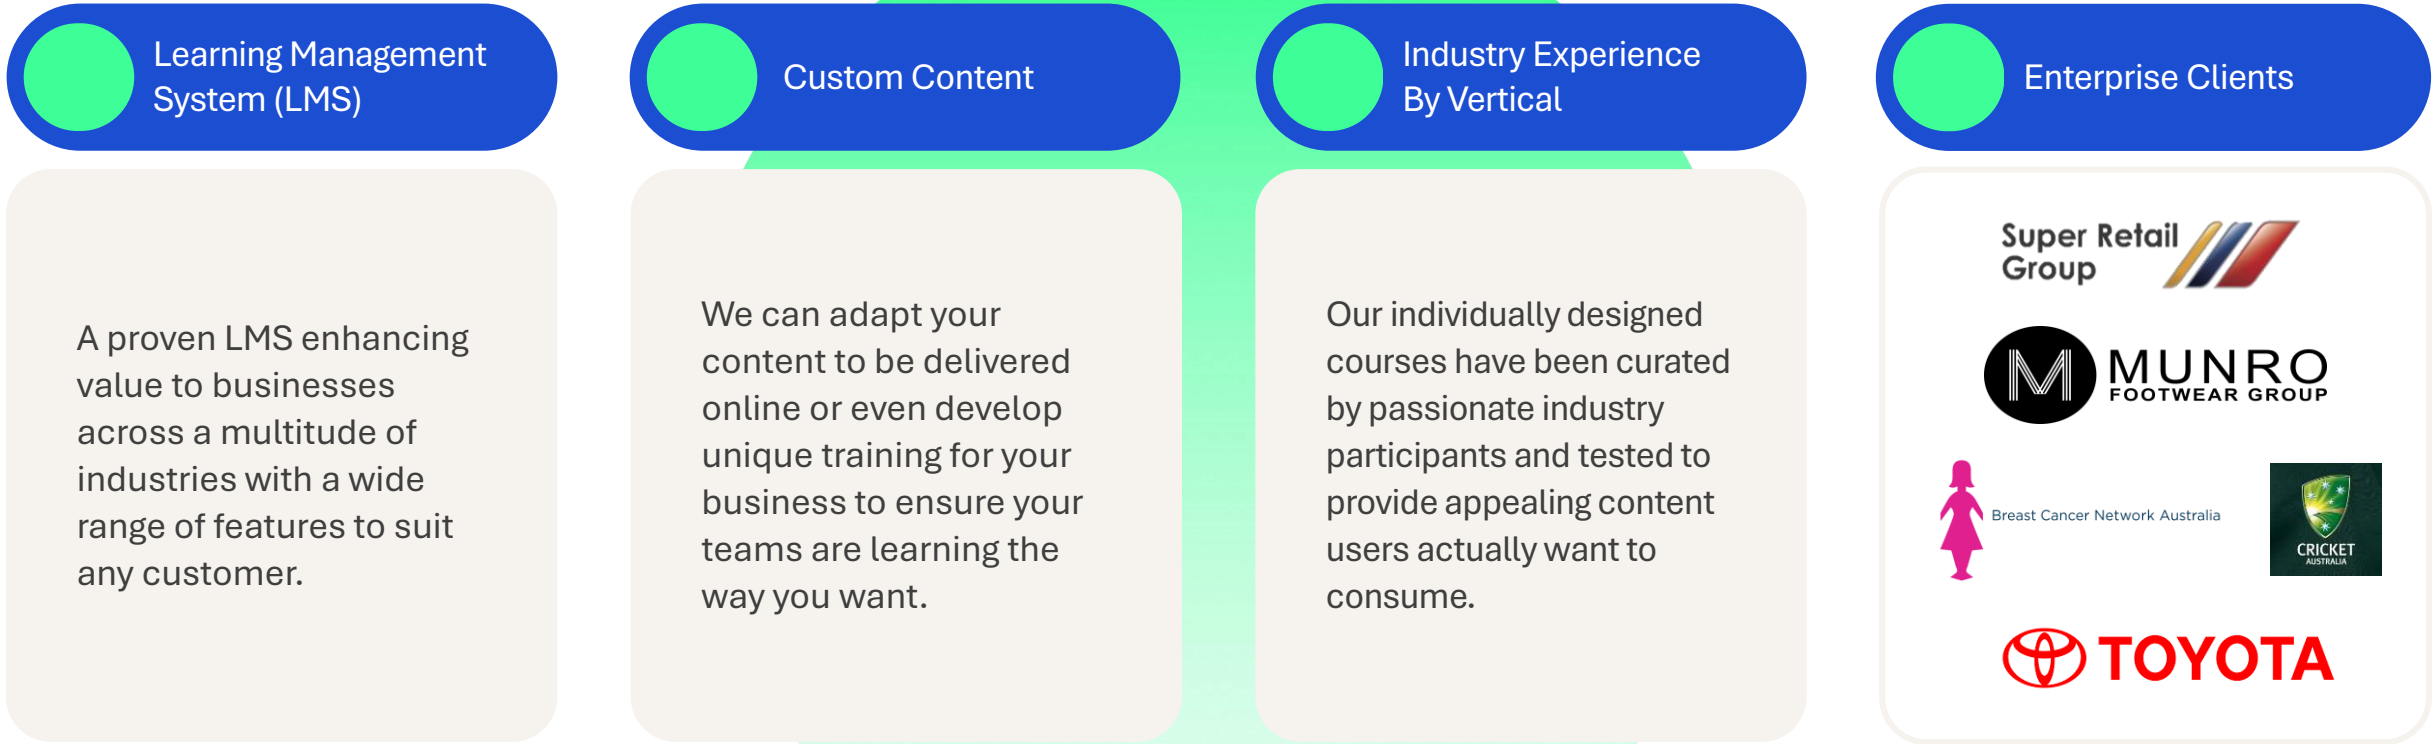 Learning Management
System (LMS)
A proven LMS enhancing
value to businesses
across a multitude of
industries with a wide
range of features to suit
any customer.
Custom Content
We can adapt your
content to be delivered
online or even develop
unique training for your
business to ensure your
teams are learning the
way you want.
Industry Experience
By Vertical
Our individually designed
courses have been curated
by passionate industry
participants and tested to
provide appealing content
users actually want to
consume.
Enterprise Clients
Super Retail
Group
M
MUNRO
FOOTWEAR GROUP
Breast Cancer Network Australia
CRICKET
AUSTRALIA
TOYOTA